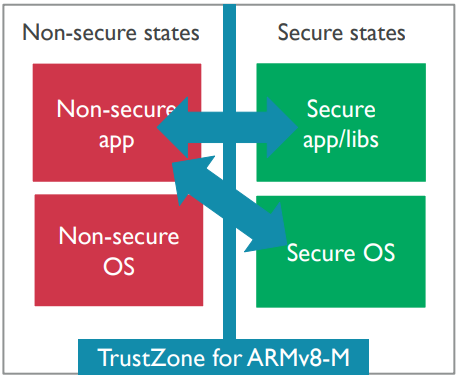 Non-secure states
Secure states
Non-secure
app
Secure
app/libs
Non-secure
OS
Secure OS
TrustZone for ARMv8-M